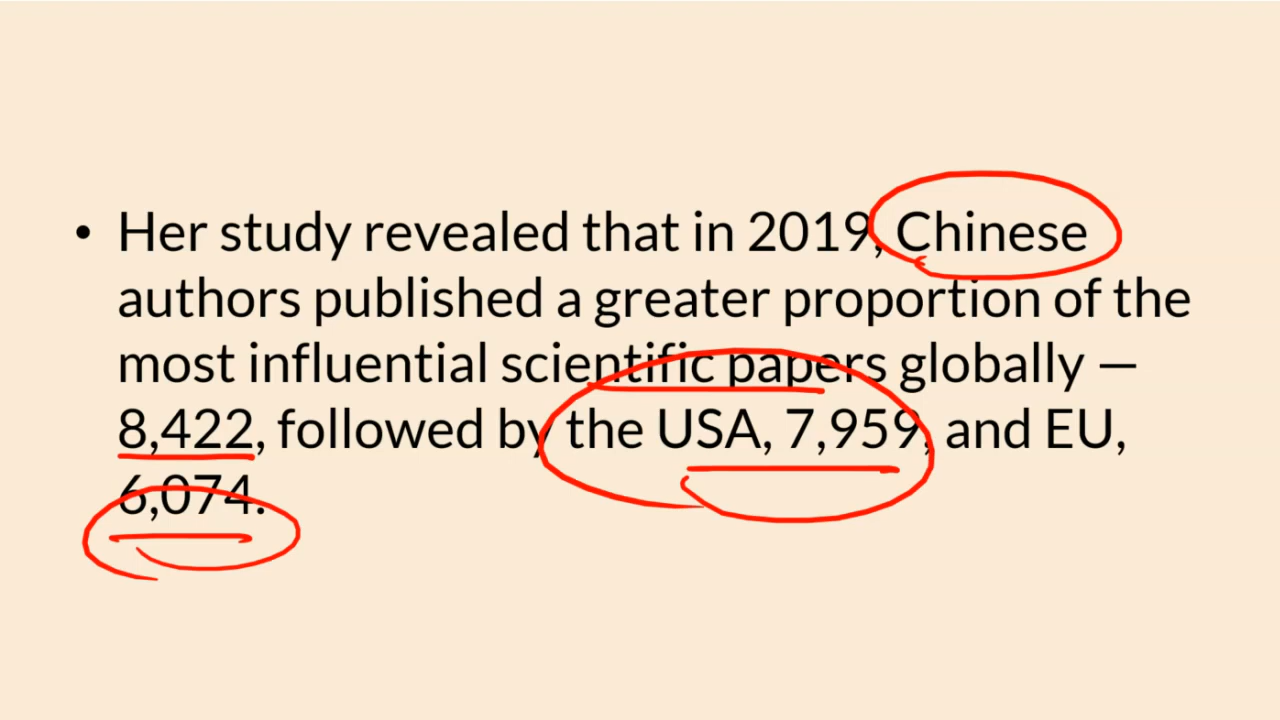 • Her study revealed that in 2019, Chinese
authors published a greater proportion of the
most influential scientific papers globally —
8,422, followed by the USA, 7,959, and EU,
6,074.